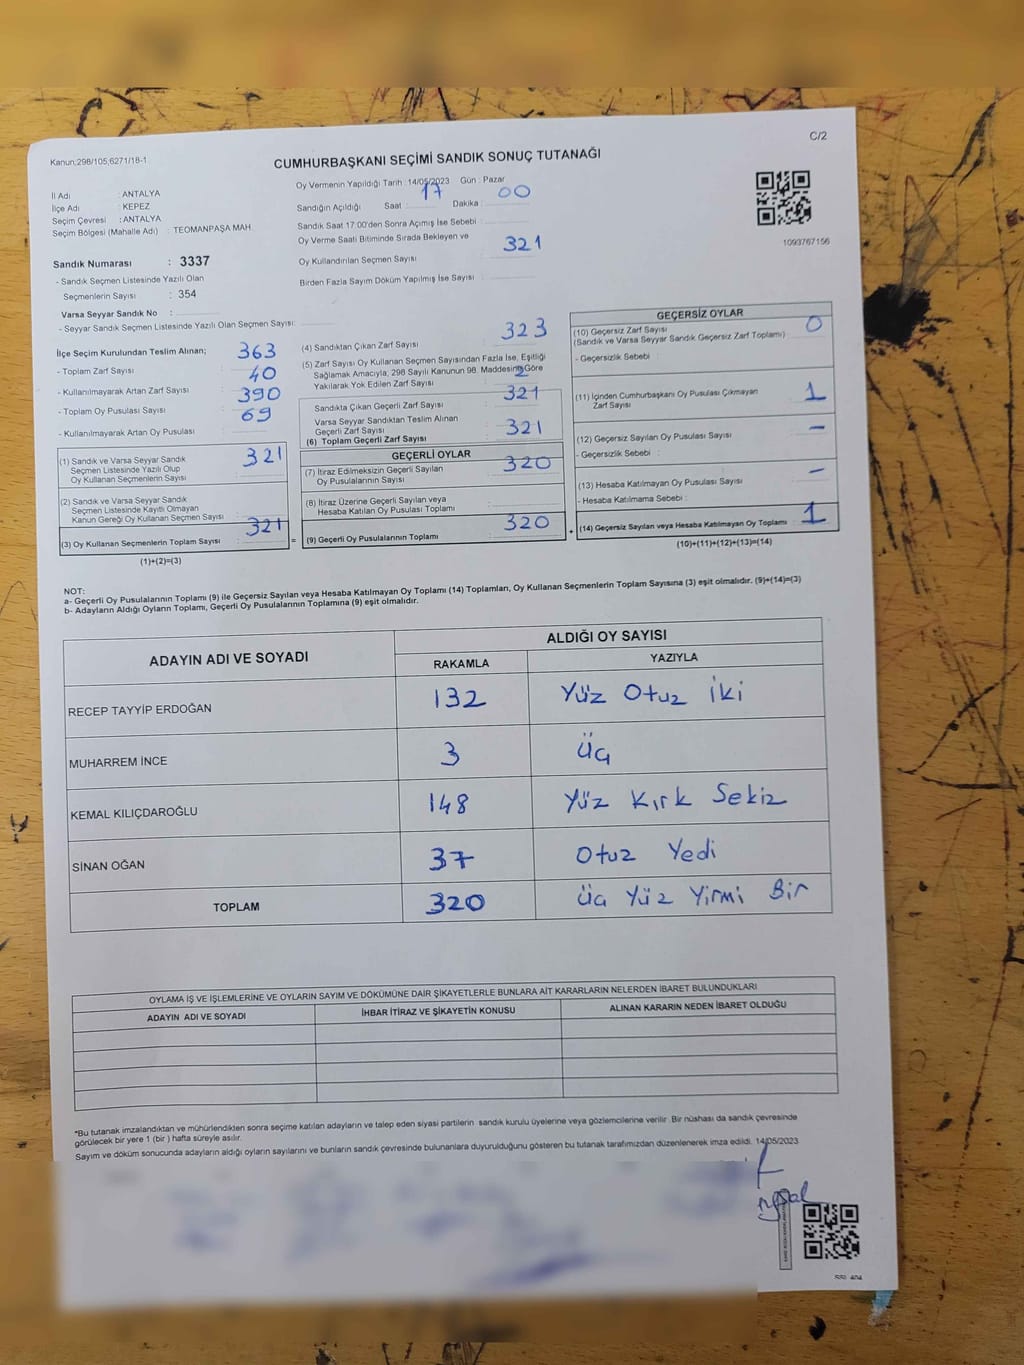 C/2
Kanun:298/105,6271/18-1
CUMHURBAŞKANI SEÇİMİ SANDIK SONUÇ TUTANAĞI
İl Adı : ANTALYA
İlçe Adı : KEPEZ
Seçim Çevresi : ANTALYA
Seçim Bölgesi (Mahalle Adı) : TEOMANPAŞA MAH.
Oy Vermenin Yapıldığı Tarih : 14/05/2023 Gün : Pazar
Sandığın Açıldığı Saat : 17 Dakika : 00
Sandık Saat 17.00'den Sonra Açımış İse Sebebi :
Oy Verme Saati Bitiminde Sırada Bekleyen ve
Oy Kullandırılan Seçmen Sayısı : 321
Birden Fazla Sayım Döküm Yapılmış İse Sayısı :
1093767156
Sandık Numarası : 3337
- Sandık Seçmen Listesinde Yazılı Olan
Seçmenlerin Sayısı : 354
Varsa Seyyar Sandık No :
- Seyyar Sandık Seçmen Listesinde Yazılı Olan Seçmen Sayısı:
İlçe Seçim Kurulundan Teslim Alınan;
- Toplam Zarf Sayısı 363
- Kullanılmayarak Artan Zarf Sayısı 40
- Toplam Oy Pusulası Sayısı 390
- Kullanılmayarak Artan Oy Pusulası 69
(1) Sandık ve Varsa Seyyar Sandık
Seçmen Listesinde Yazılı Olup
Oy Kullanan Seçmenlerin Sayısı 321
(2) Sandık ve Varsa Seyyar Sandık
Seçmen Listesinde Kayıtlı Olmayan
Kanun Gereği Oy Kullanan Seçmen Sayısı :
(3) Oy Kullanan Seçmenlerin Toplam Sayısı 321
(1)+(2)=(3)
=
(4) Sandıktan Çıkan Zarf Sayısı : 323
(5) Zarf Sayısı Oy Kullanan Seçmen Sayısından Fazla İse, Eşitliği
Sağlamak Amacıyla, 298 Sayılı Kanunun 98. Maddesine Göre
Yakılarak Yok Edilen Zarf Sayısı : 2
Sandıkta Çıkan Geçerli Zarf Sayısı : 321
Varsa Seyyar Sandıktan Teslim Alınan
Geçerli Zarf Sayısı :
(6) Toplam Geçerli Zarf Sayısı : 321
GEÇERLİ OYLAR
(7) İtiraz Edilmeksizin Geçerli Sayılan
Oy Pusulalarının Sayısı : 320
(8) İtiraz Üzerine Geçerli Sayılan veya
Hesaba Katılan Oy Pusulası Toplamı :
(9) Geçerli Oy Pusulalarının Toplamı : 320
+
GEÇERSİZ OYLAR
(10) Geçersiz Zarf Sayısı
(Sandık ve Varsa Seyyar Sandık Geçersiz Zarf Toplamı) : 0
- Geçersizlik Sebebi :
(11) İçinden Cumhurbaşkanı Oy Pusulası Çıkmayan
Zarf Sayısı : 1
(12) Geçersiz Sayılan Oy Pusulası Sayısı : -
- Geçersizlik Sebebi :
(13) Hesaba Katılmayan Oy Pusulası Sayısı : -
- Hesaba Katılmama Sebebi :
(14) Geçersiz Sayılan veya Hesaba Katılmayan Oy Toplamı : 1
(10)+(11)+(12)+(13)=(14)
NOT:
a- Geçerli Oy Pusulalarının Toplamı (9) ile Geçersiz Sayılan veya Hesaba Katılmayan Oy Toplamı (14) Toplamları, Oy Kullanan Seçmenlerin Toplam Sayısına (3) eşit olmalıdır. (9)+(14)=(3)
b- Adayların Aldığı Oyların Toplamı, Geçerli Oy Pusulalarının Toplamına (9) eşit olmalıdır.
ADAYIN ADI VE SOYADI ALDIĞI OY SAYISI
RAKAMLA YAZIYLA
RECEP TAYYİP ERDOĞAN 132 Yüz Otuz İki
MUHARREM İNCE 3 Üç
KEMAL KILIÇDAROĞLU 148 Yüz Kırk Sekiz
SİNAN OĞAN 37 Otuz Yedi
TOPLAM 320 Üç Yüz Yirmi Bir
OYLAMA İŞ VE İŞLEMLERİNE VE OYLARIN SAYIM VE DÖKÜMÜNE DAİR ŞİKAYETLERLE BUNLARA AİT KARARLARIN NELERDEN İBARET BULUNDUKLARI
ADAYIN ADI VE SOYADI İHBAR İTİRAZ VE ŞİKAYETİN KONUSU ALINAN KARARIN NEDEN İBARET OLDUĞU
*Bu tutanak imzalandıktan ve mühürlendikten sonra seçime katılan adayların ve talep eden siyasi partilerin sandık kurulu üyelerine veya gözlemcilerine verilir. Bir nüshası da sandık çevresinde
görülecek bir yere 1 (bir) hafta süreyle asılır.
Sayım ve döküm sonucunda adayların aldığı oyların sayılarını ve bunların sandık çevresinde bulunanlara duyurulduğunu gösteren bu tutanak tarafımızdan düzenlenerek imza edildi. 14/05/2023